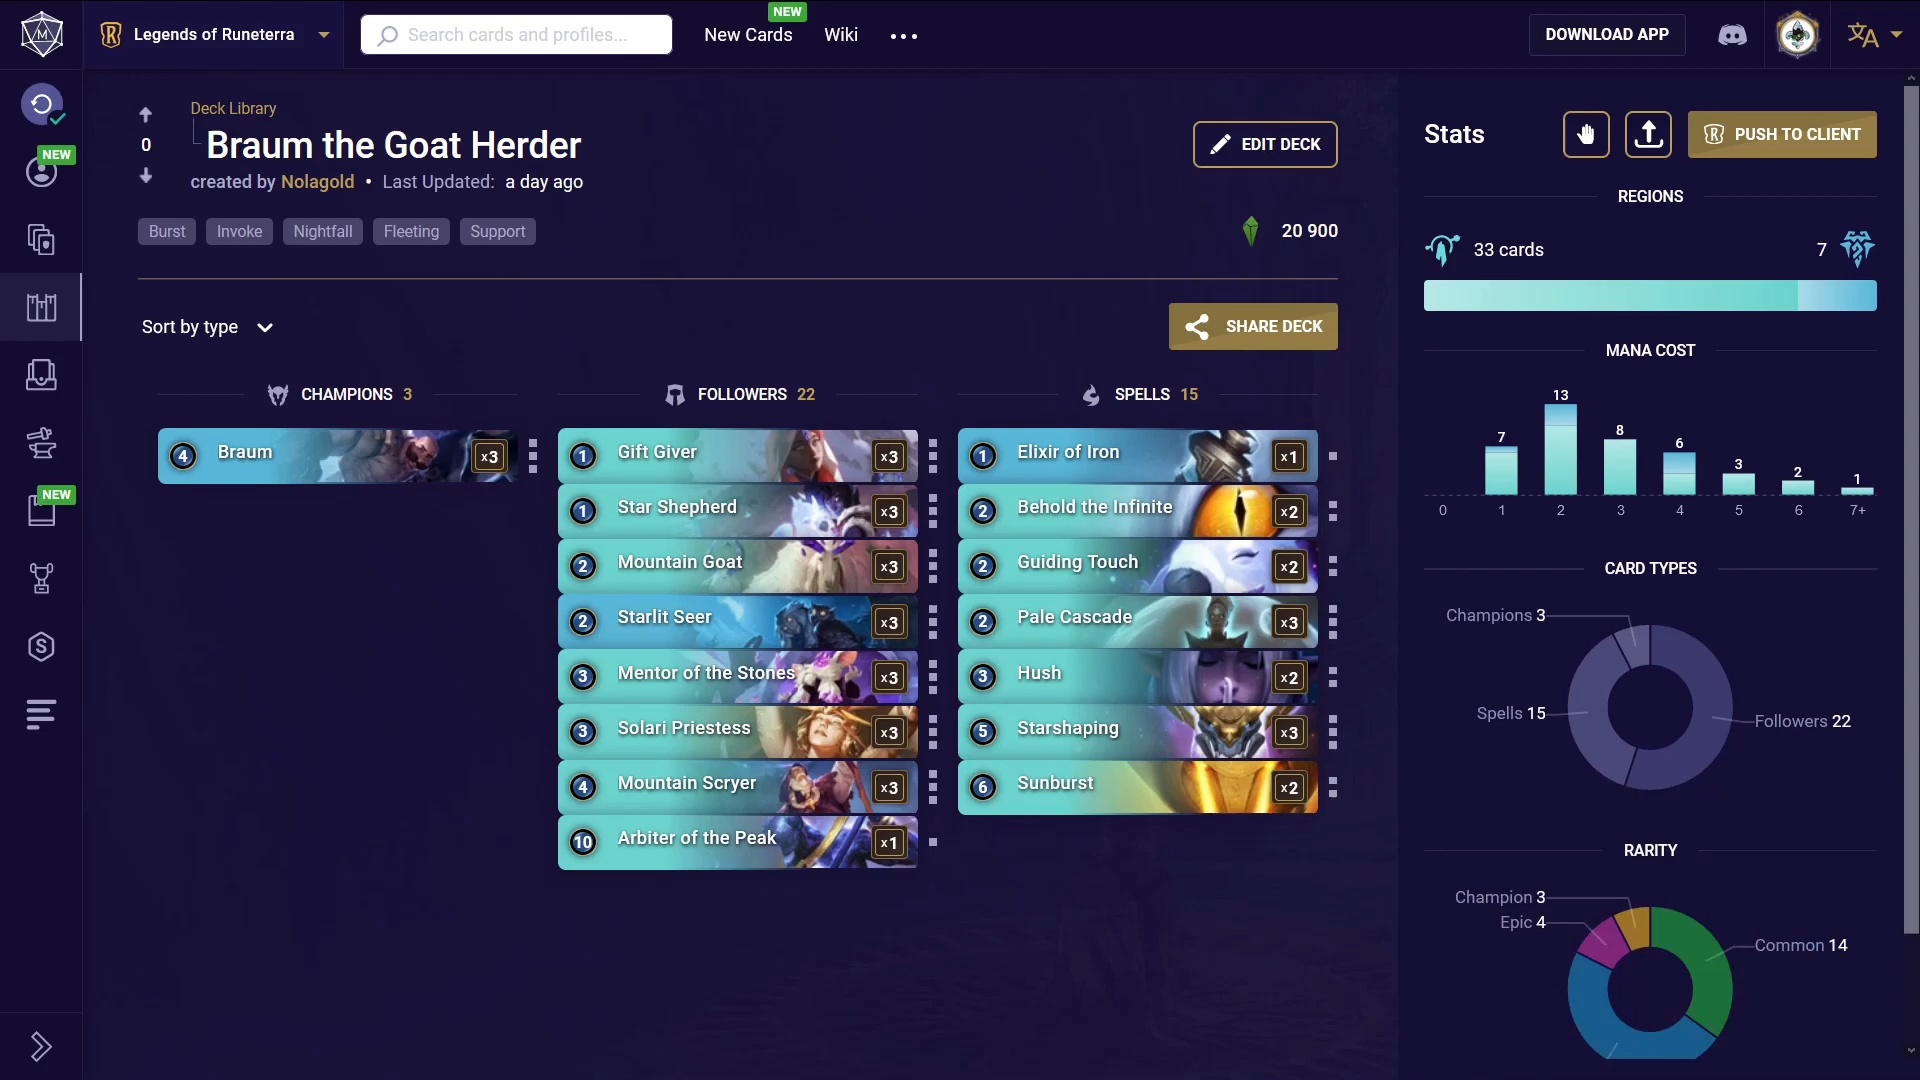 M
Legends of Runeterra
Search cards and profiles...
NEW
New Cards
Wiki
DOWNLOAD APP
文A
NEW
NEW
S
0
Deck Library
Braum the Goat Herder
created by Nolagold • Last Updated: a day ago
EDIT DECK
Burst
Invoke
Nightfall
Fleeting
Support
20 900
Sort by type
SHARE DECK
CHAMPIONS 3
4 Braum x3
FOLLOWERS 22
1 Gift Giver x3
1 Star Shepherd x3
2 Mountain Goat x3
2 Starlit Seer x3
3 Mentor of the Stones x3
3 Solari Priestess x3
4 Mountain Scryer x3
10 Arbiter of the Peak x1
SPELLS 15
1 Elixir of Iron x1
2 Behold the Infinite x2
2 Guiding Touch x2
2 Pale Cascade x3
3 Hush x2
5 Starshaping x3
6 Sunburst x2
Stats
PUSH TO CLIENT
REGIONS
33 cards
7
MANA COST
7 13 8 6 3 2 1
0 1 2 3 4 5 6 7+
CARD TYPES
Champions 3
Spells 15
Followers 22
RARITY
Champion 3
Epic 4
Common 14